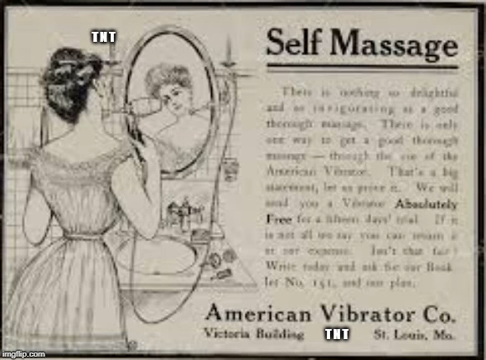 TNT
Self Massage
There is nothing so delightful
and so invigorating as a good
thorough massage. There is only
one way to get a good thorough
massage — through the use of the
American Vibrator. That's a big
statement, let us prove it. We will
send you a Vibrator Absolutely
Free for a fifteen days' trial. If it
is not all we say you can return it
at our expense. Isn't that fair?
Write today and ask for our Book
let No. 151, and our plan.
American Vibrator Co.
Victoria Building TNT St. Louis, Mo.
imgflip.com